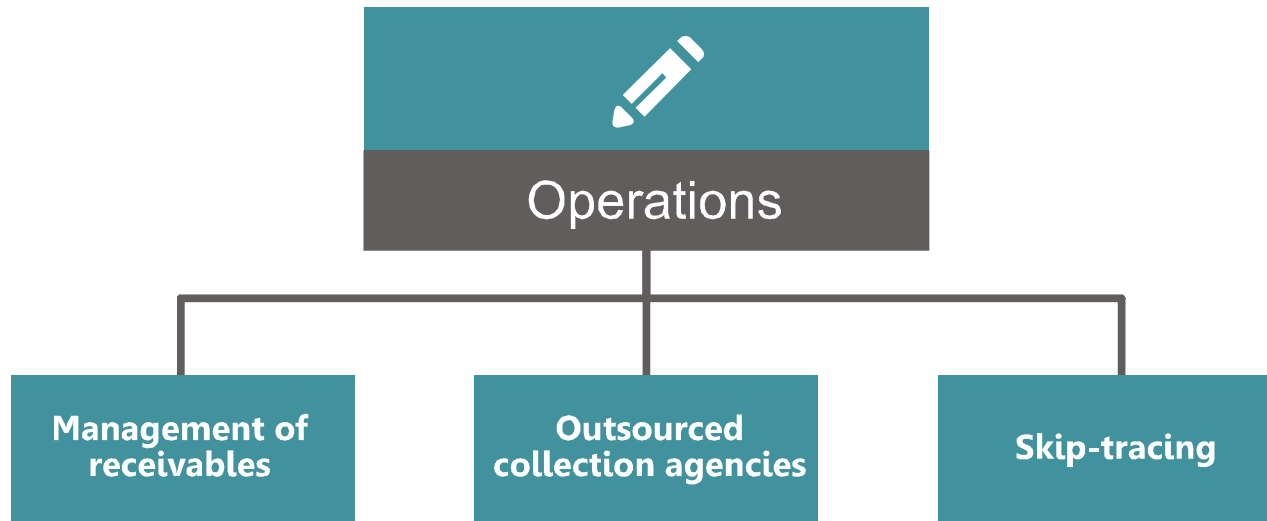 Operations
Management of
receivables
Outsourced
collection agencies
Skip-tracing